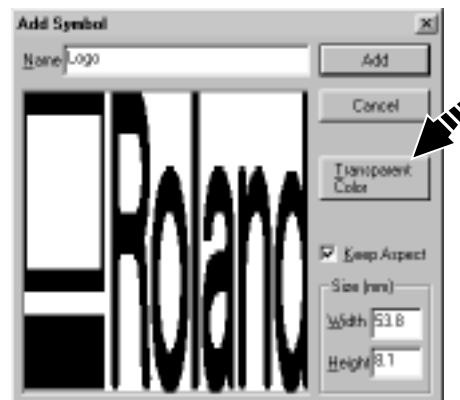 Add Symbol
Name Logo
Add
Cancel
Transparent
Color
Roland
Keep Aspect
Size (mm)
Width 53.8
Height 8.1